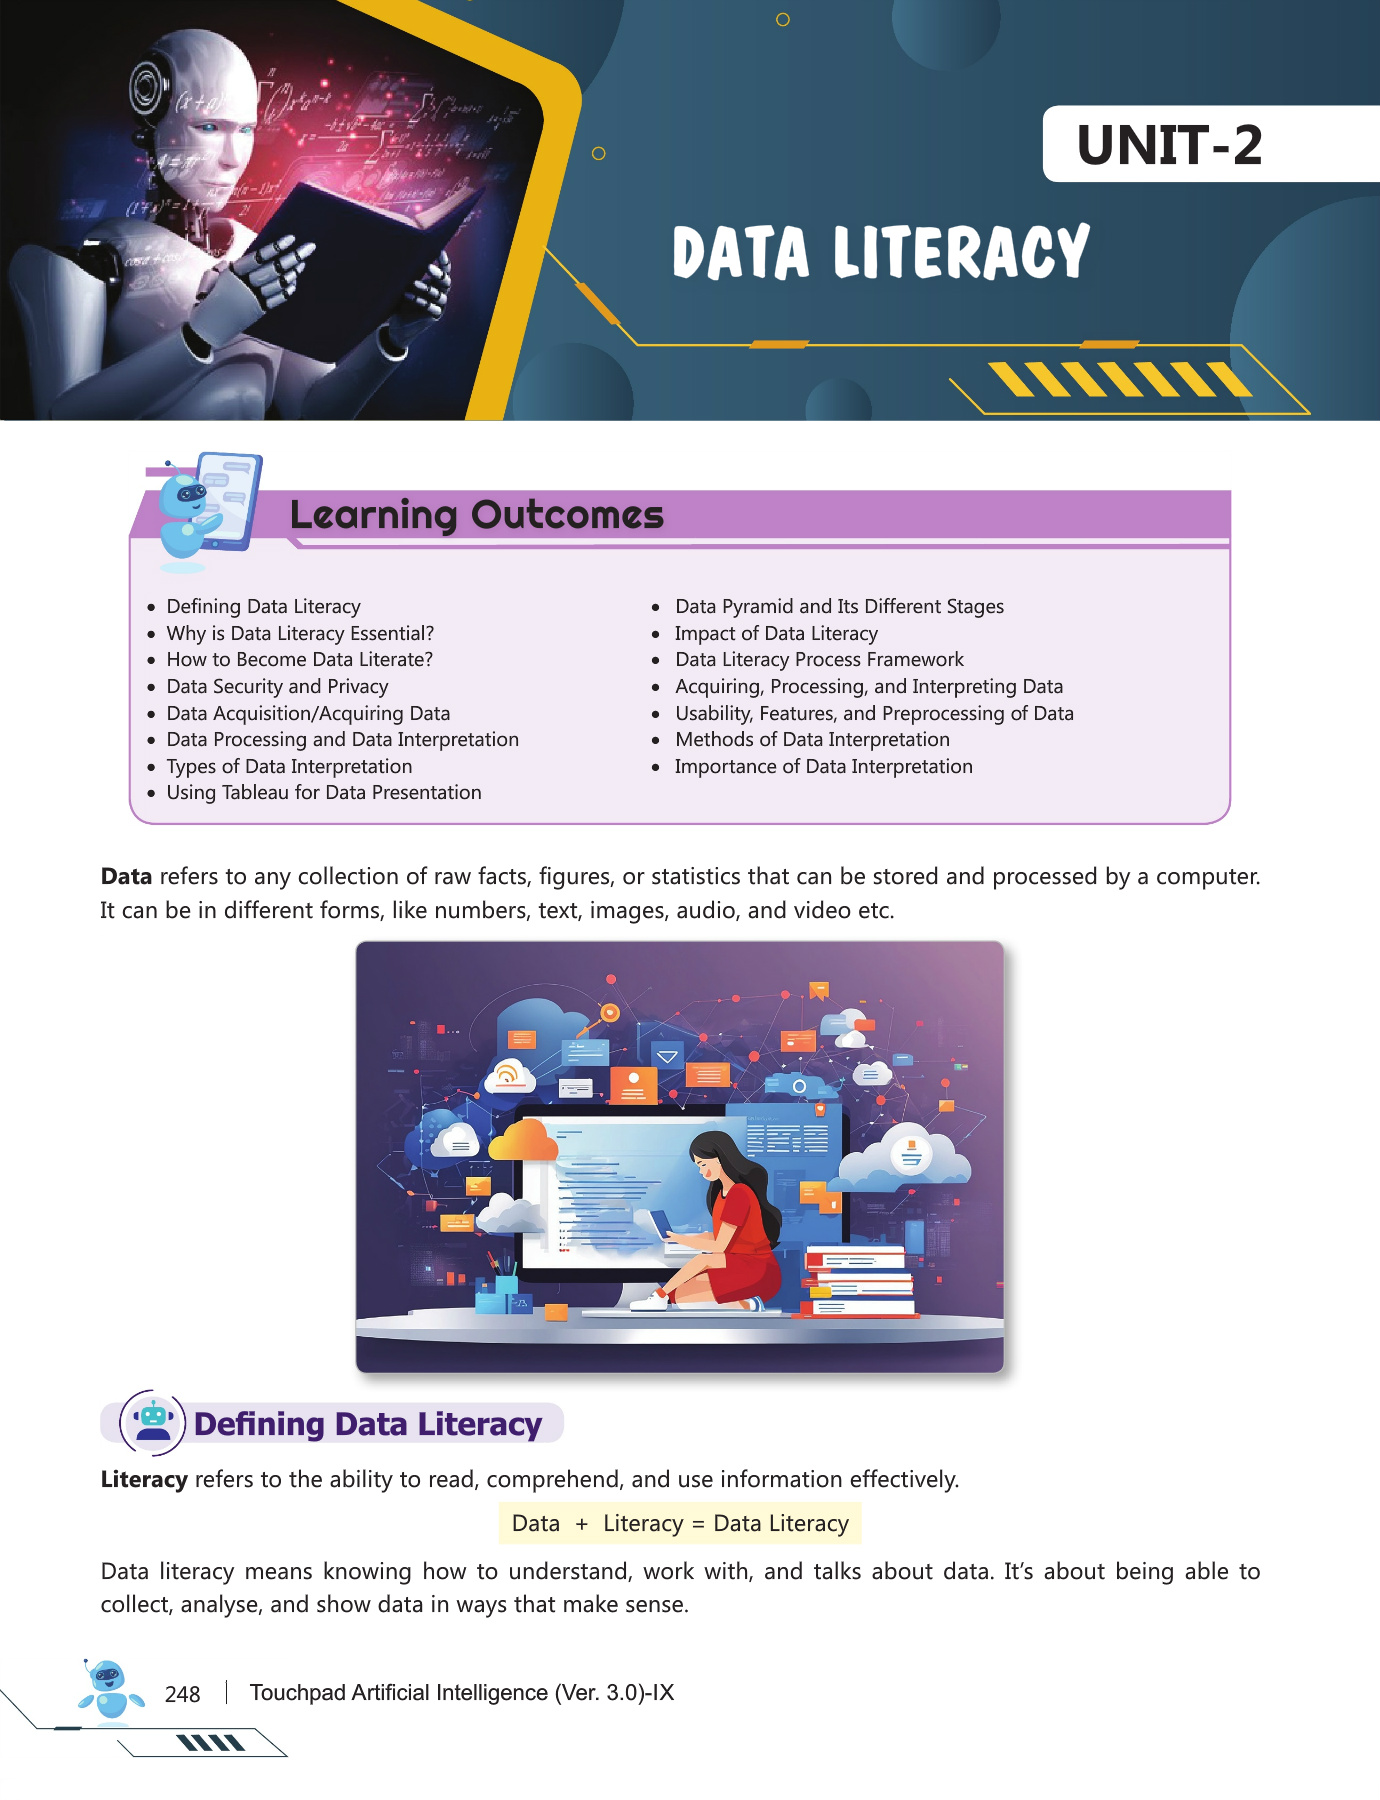 UNIT-2
DATA LITERACY
Learning Outcomes
• Defining Data Literacy
• Why is Data Literacy Essential?
• How to Become Data Literate?
• Data Security and Privacy
• Data Acquisition/Acquiring Data
• Data Processing and Data Interpretation
• Types of Data Interpretation
• Using Tableau for Data Presentation
• Data Pyramid and Its Different Stages
• Impact of Data Literacy
• Data Literacy Process Framework
• Acquiring, Processing, and Interpreting Data
• Usability, Features, and Preprocessing of Data
• Methods of Data Interpretation
• Importance of Data Interpretation
Data refers to any collection of raw facts, figures, or statistics that can be stored and processed by a computer.
It can be in different forms, like numbers, text, images, audio, and video etc.
Defining Data Literacy
Literacy refers to the ability to read, comprehend, and use information effectively.
Data + Literacy = Data Literacy
Data literacy means knowing how to understand, work with, and talks about data. It’s about being able to
collect, analyse, and show data in ways that make sense.
248 | Touchpad Artificial Intelligence (Ver. 3.0)-IX